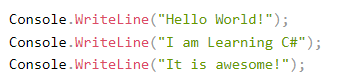 Console.WriteLine("Hello World!");
Console.WriteLine("I am Learning C#");
Console.WriteLine("It is awesome!");